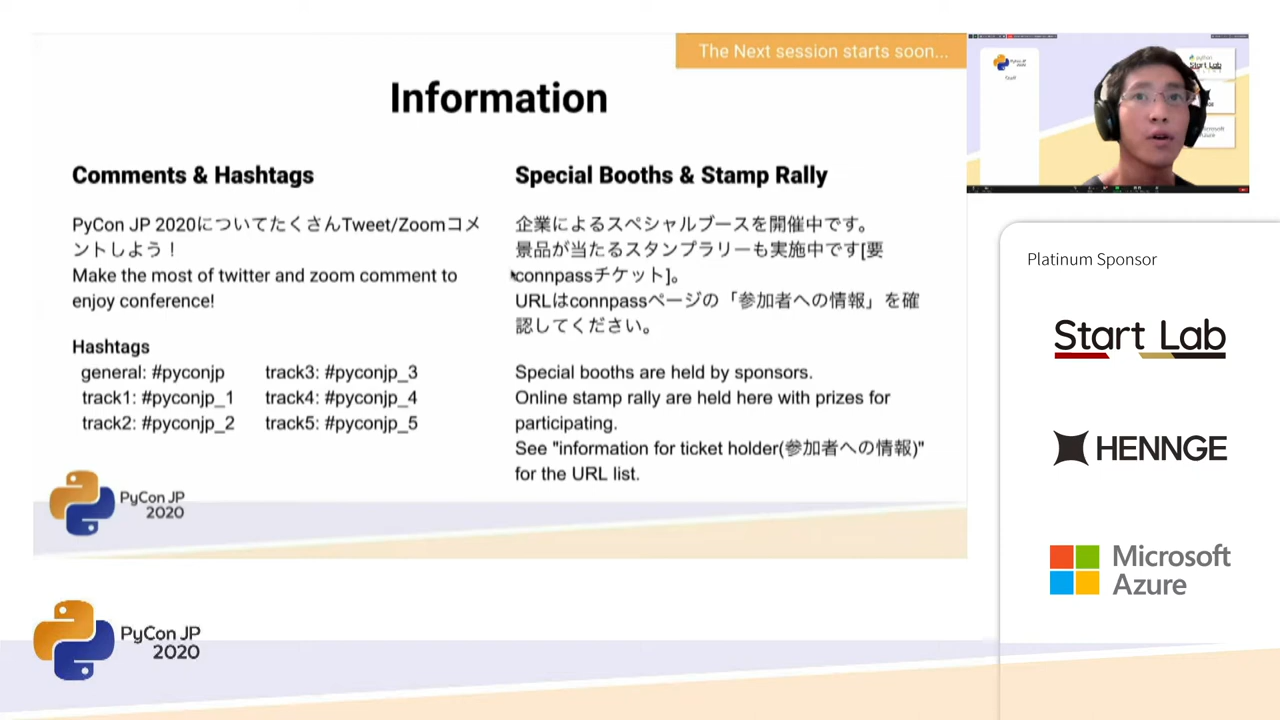 The Next session starts soon...
Information
Comments & Hashtags
PyCon JP 2020についてたくさんTweet/Zoomコメ
ントしよう！
Make the most of twitter and zoom comment to
enjoy conference!
Hashtags
general: #pyconjp
track1: #pyconjp_1
track2: #pyconjp_2
track3: #pyconjp_3
track4: #pyconjp_4
track5: #pyconjp_5
Special Booths & Stamp Rally
企業によるスペシャルブースを開催中です。
景品が当たるスタンプラリーも実施中です[要
connpassチケット]。
URLはconnpassページの「参加者への情報」を確
認してください。
Special booths are held by sponsors.
Online stamp rally are held here with prizes for
participating.
See "information for ticket holder(参加者への情報)"
for the URL list.
PyCon JP
2020
Start Lab
Platinum Sponsor
Start Lab
HENNGE
Microsoft
Azure
PyCon JP
2020